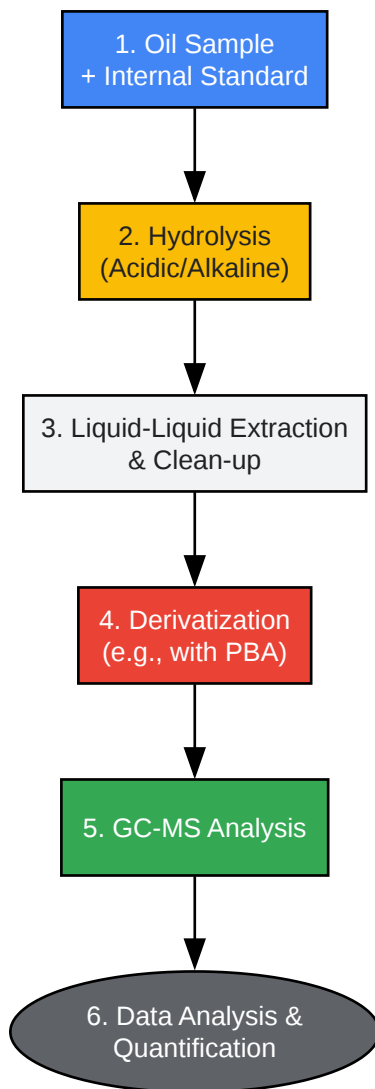 1. Oil Sample
+ Internal Standard
2. Hydrolysis
(Acidic/Alkaline)
3. Liquid-Liquid Extraction
& Clean-up
4. Derivatization
(e.g., with PBA)
5. GC-MS Analysis
6. Data Analysis &
Quantification